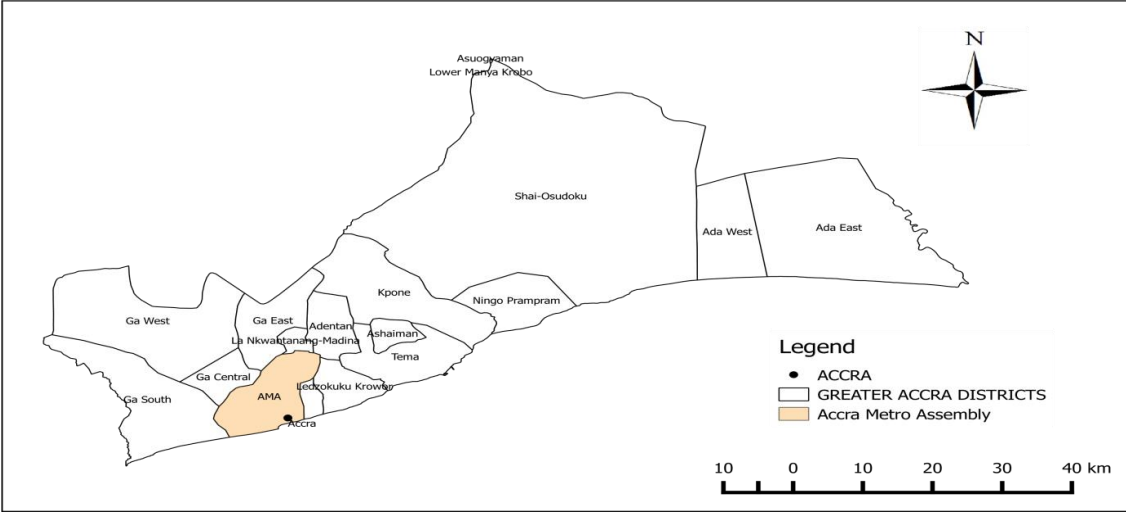 N
Asuogyaman
Lower Manya Krobo
Shai-Osudoku
Ada West
Ada East
Kpone
Ningo Prampram
Ga West
Ga East
Adentan
Ashaiman
La Nkwantanang-Madina
Tema
Ga Central
Ledzokuku Krowor
Ga South
AMA
Accra
Legend
ACCRA
GREATER ACCRA DISTRICTS
Accra Metro Assembly
10 0 10 20 30 40 km